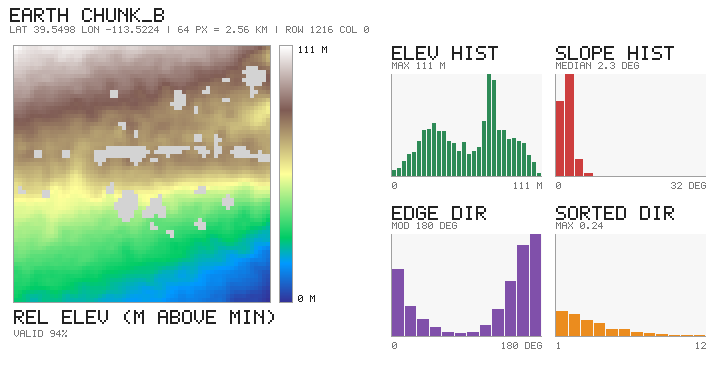 EARTH CHUNK_B
LAT 39.5498 LON -113.5224 | 64 PX = 2.56 KM | ROW 1216 COL 0
111 M
0 M
REL ELEV (M ABOVE MIN)
VALID 94%
ELEV HIST
MAX 111 M
0 111 M
SLOPE HIST
MEDIAN 2.3 DEG
0 32 DEG
EDGE DIR
MOD 180 DEG
0 180 DEG
SORTED DIR
MAX 0.24
1 12